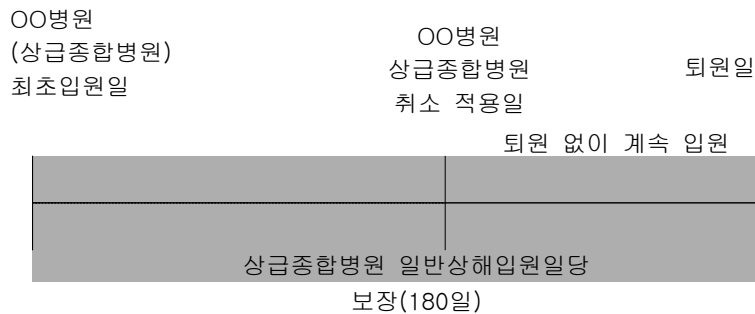 OO병원
(상급종합병원)
최초입원일
OO병원
상급종합병원
취소 적용일
퇴원일
퇴원 없이 계속 입원
상급종합병원 일반상해입원일당
보장(180일)